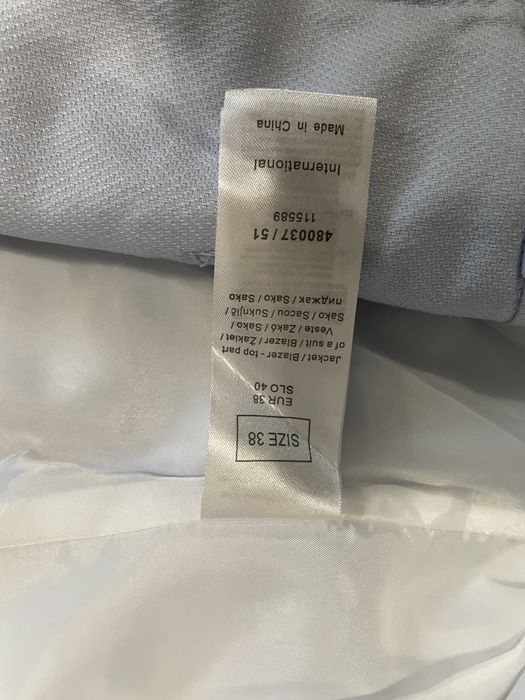 SIZE 38
EUR 38
SLO 40
Jacket / Blazer - top part
of a suit / Blazer / Żakiet /
Veste / Zakó / Sako /
Sako / Sacou / Suknjič /
пиджак / Sako / Sako
480037 / 51
115589
International
Made in China